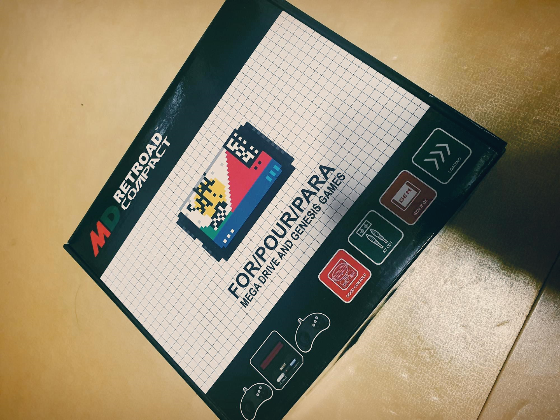 MD RETROAD
COMPACT
FOR/POUR/PARA
MEGA DRIVE AND GENESIS GAMES